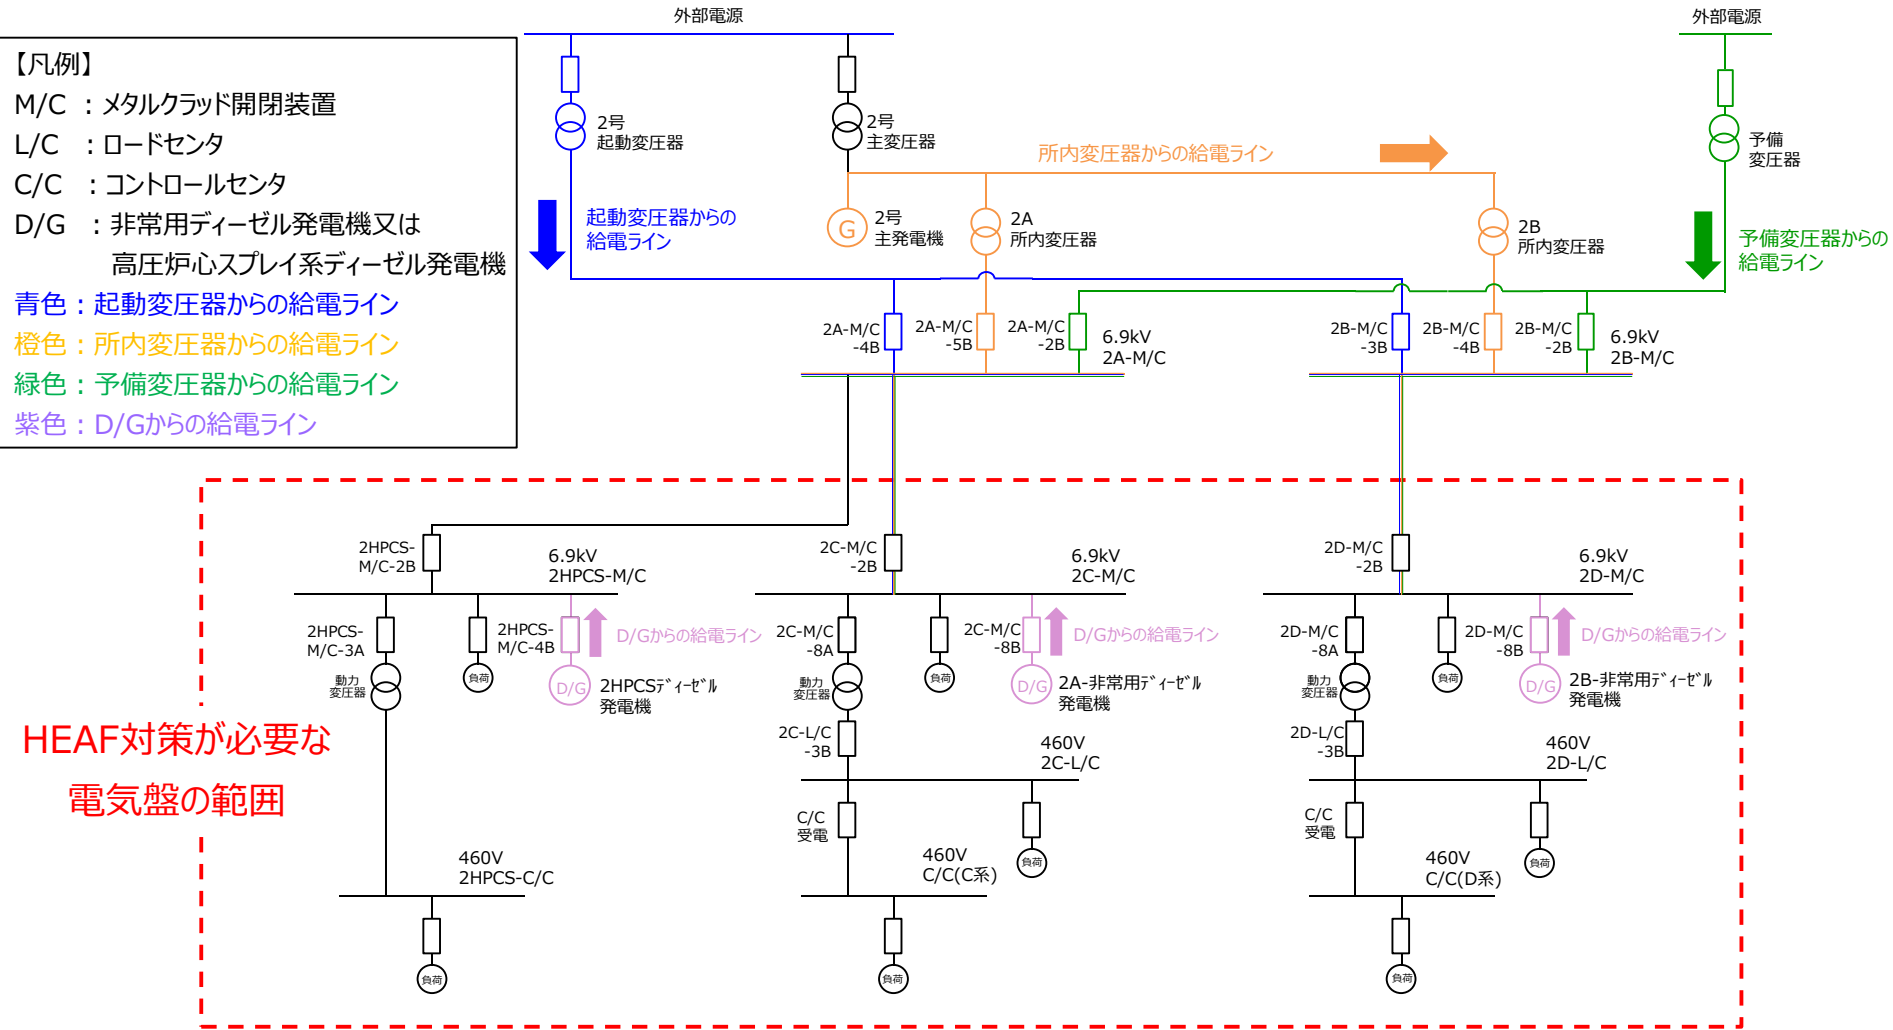 外部電源
外部電源
【凡例】
M/C ：メタルクラッド開閉装置
L/C ：ロードセンタ
C/C ：コントロールセンタ
D/G ：非常用ディーゼル発電機又は
高圧炉心スプレイ系ディーゼル発電機
青色：起動変圧器からの給電ライン
橙色：所内変圧器からの給電ライン
緑色：予備変圧器からの給電ライン
紫色：D/Gからの給電ライン
2号
起動変圧器
2号
主変圧器
所内変圧器からの給電ライン
予備
変圧器
起動変圧器からの
給電ライン
G
2号
主発電機
2A
所内変圧器
2B
所内変圧器
予備変圧器からの
給電ライン
2A-M/C
-4B
2A-M/C
-5B
2A-M/C
-2B
6.9kV
2A-M/C
2B-M/C
-3B
2B-M/C
-4B
2B-M/C
-2B
6.9kV
2B-M/C
2HPCS-
M/C-2B
6.9kV
2HPCS-M/C
2C-M/C
-2B
6.9kV
2C-M/C
2D-M/C
-2B
6.9kV
2D-M/C
2HPCS-
M/C-3A
2HPCS-
M/C-4B
D/Gからの給電ライン
2C-M/C
-8A
2C-M/C
-8B
D/Gからの給電ライン
2D-M/C
-8A
2D-M/C
-8B
D/Gからの給電ライン
動力
変圧器
負荷
D/G
2HPCSﾃﾞｨｰｾﾞﾙ
発電機
動力
変圧器
負荷
D/G
2A-非常用ﾃﾞｨｰｾﾞﾙ
発電機
動力
変圧器
負荷
D/G
2B-非常用ﾃﾞｨｰｾﾞﾙ
発電機
HEAF対策が必要な
電気盤の範囲
2C-L/C
-3B
460V
2C-L/C
2D-L/C
-3B
460V
2D-L/C
C/C
受電
負荷
C/C
受電
負荷
460V
2HPCS-C/C
460V
C/C(C系)
460V
C/C(D系)
負荷
負荷
負荷